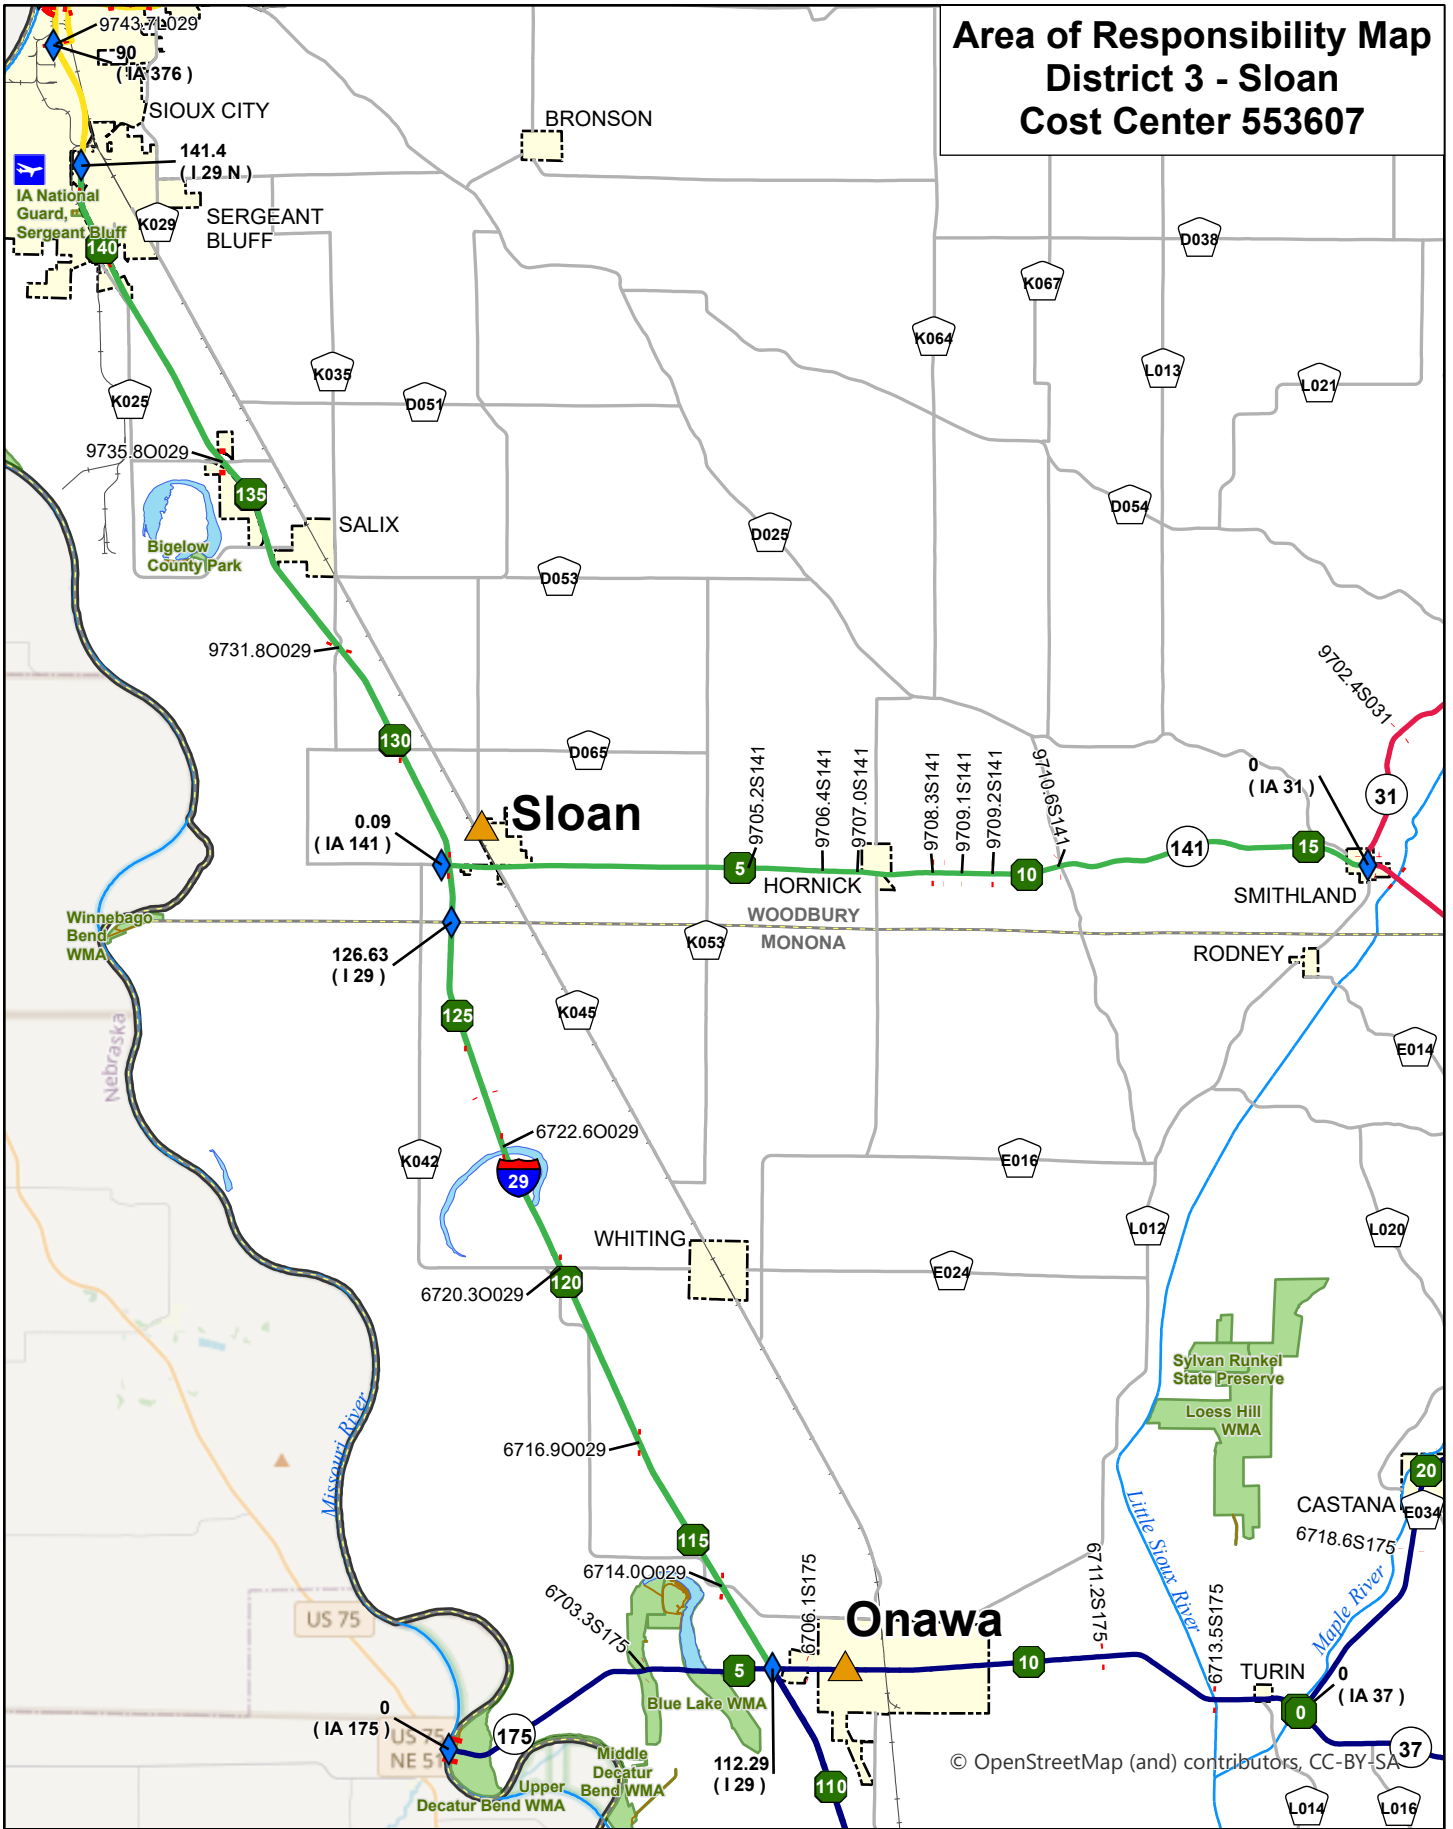 Area of Responsibility Map
District 3 - Sloan
Cost Center 553607
9743.7L029
90
( IA 376 )
SIOUX CITY
BRONSON
141.4
( I 29 N )
IA National
Guard,
Sergeant Bluff
K029
SERGEANT
BLUFF
140
D038
K067
K064
K035
L013
L021
K025
D051
9735.8O029
135
SALIX
D054
D025
Bigelow
County Park
D053
9731.8O029
9702.4S031
130
D065
9705.2S141
9706.4S141
9707.0S141
9708.3S141
9709.1S141
9709.2S141
9710.6S141
0
( IA 31 )
31
Sloan
0.09
( IA 141 )
5
HORNICK
10
141
15
SMITHLAND
WOODBURY
MONONA
Winnebago
Bend
WMA
K053
126.63
( I 29 )
RODNEY
125
K045
Nebraska
E014
6722.6O029
K042
29
E016
L012
L020
WHITING
E024
6720.3O029
120
Sylvan Runkel
State Preserve
Loess Hill
WMA
Missouri River
6716.9O029
20
CASTANA
E034
6718.6S175
Little Sioux River
115
6714.0O029
6703.3S175
6706.1S175
6711.2S175
6713.5S175
Maple River
US 75
Onawa
5
10
TURIN
0
( IA 37 )
0
Blue Lake WMA
0
( IA 175 )
US 75
NE 51
175
37
112.29
( I 29 )
110
Middle
Decatur
Bend WMA
Upper
Decatur Bend WMA
© OpenStreetMap (and) contributors, CC-BY-SA
L014
L016